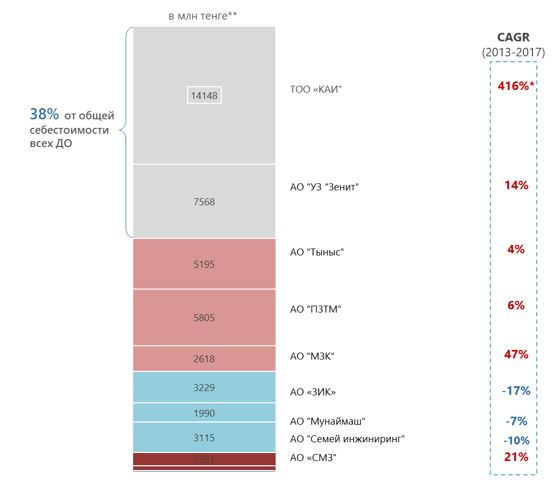 в млн тенге**
CAGR
(2013-2017)
14148
ТОО «КАИ"
416%*
38% от общей
себестоимости
всех ДО
7568
АО "УЗ "Зенит"
14%
5195
АО "Тыныс"
4%
5805
АО "ПЗТМ"
6%
2618
АО "МЗК"
47%
3229
АО «ЗИК»
-17%
1990
АО "Мунаймаш"
-7%
3115
АО "Семей инжиниринг"
-10%
1351
АО «СМЗ"
21%